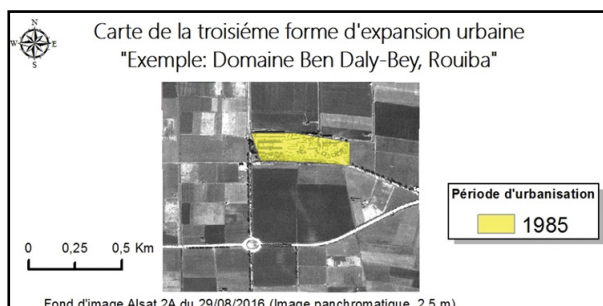 Carte de la troisiéme forme d'expansion urbaine
"Exemple: Domaine Ben Daly-Bey, Rouiba"
N
W E
S
Période d'urbanisation
1985
0 0,25 0,5 Km
Fond d'image Alsat 2A du 29/08/2016 (Image panchromatique, 2,5 m)